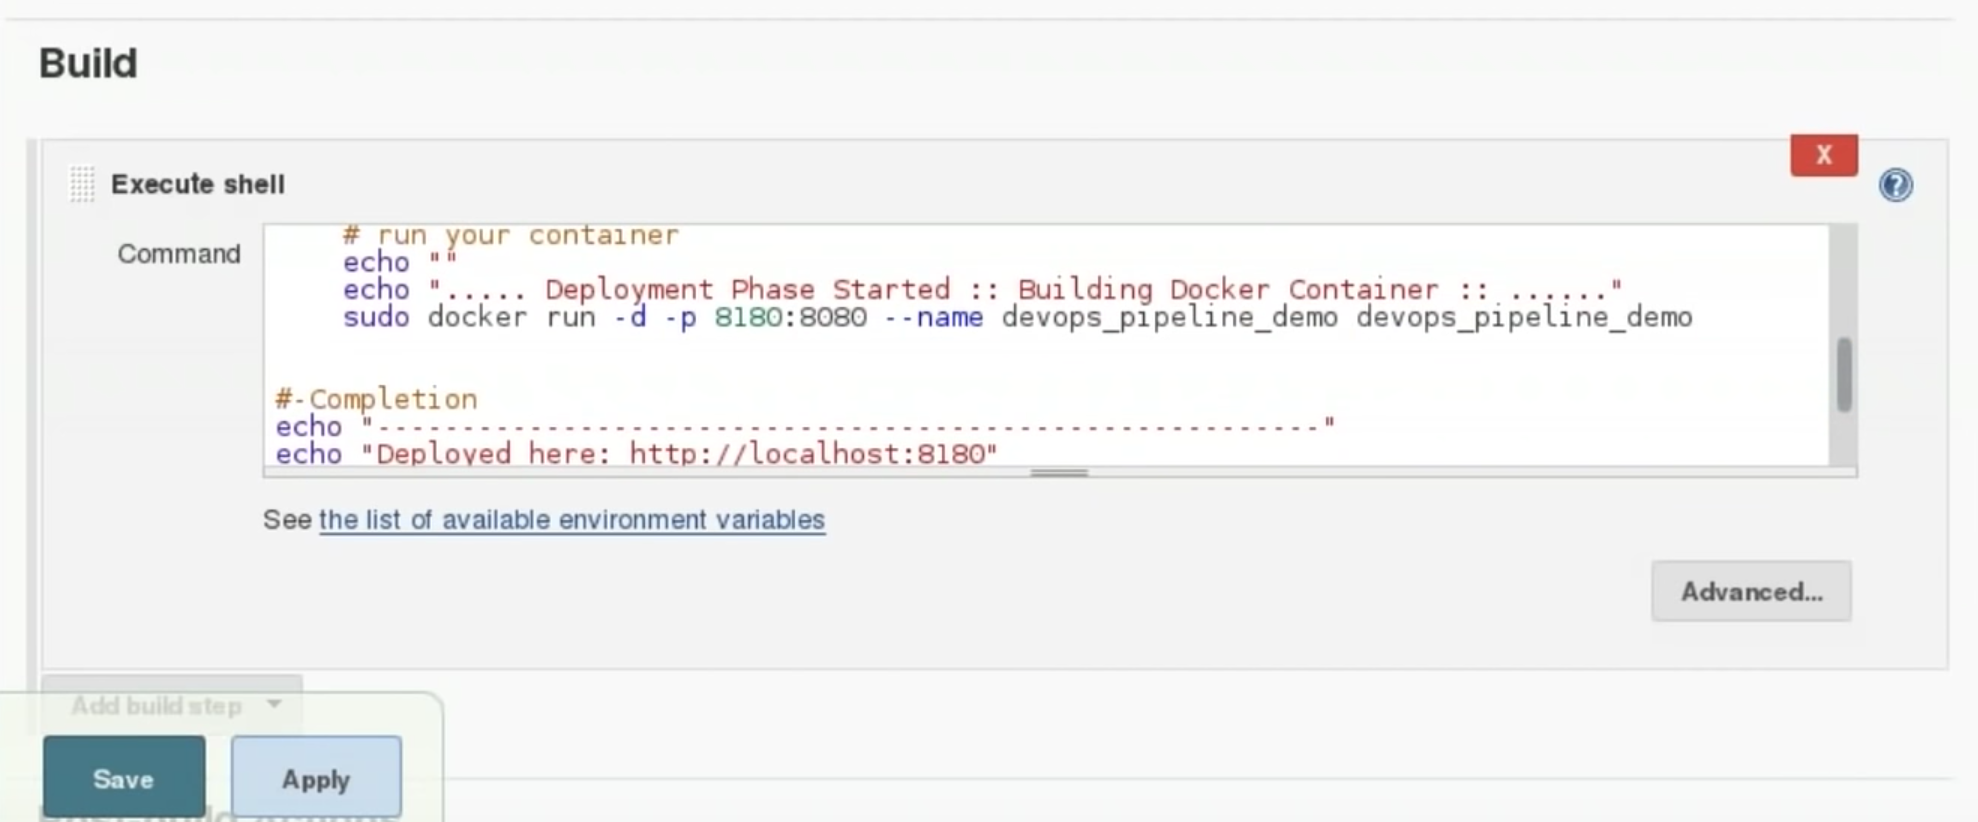 Build
Execute shell
X
?
Command
# run your container
echo ""
echo "..... Deployment Phase Started :: Building Docker Container :: ......"
sudo docker run -d -p 8180:8080 --name devops_pipeline_demo devops_pipeline_demo
#-Completion
echo "--------------------------------------------------------"
echo "Deployed here: http://localhost:8180"
See the list of available environment variables
Advanced...
Add build step
Save
Apply